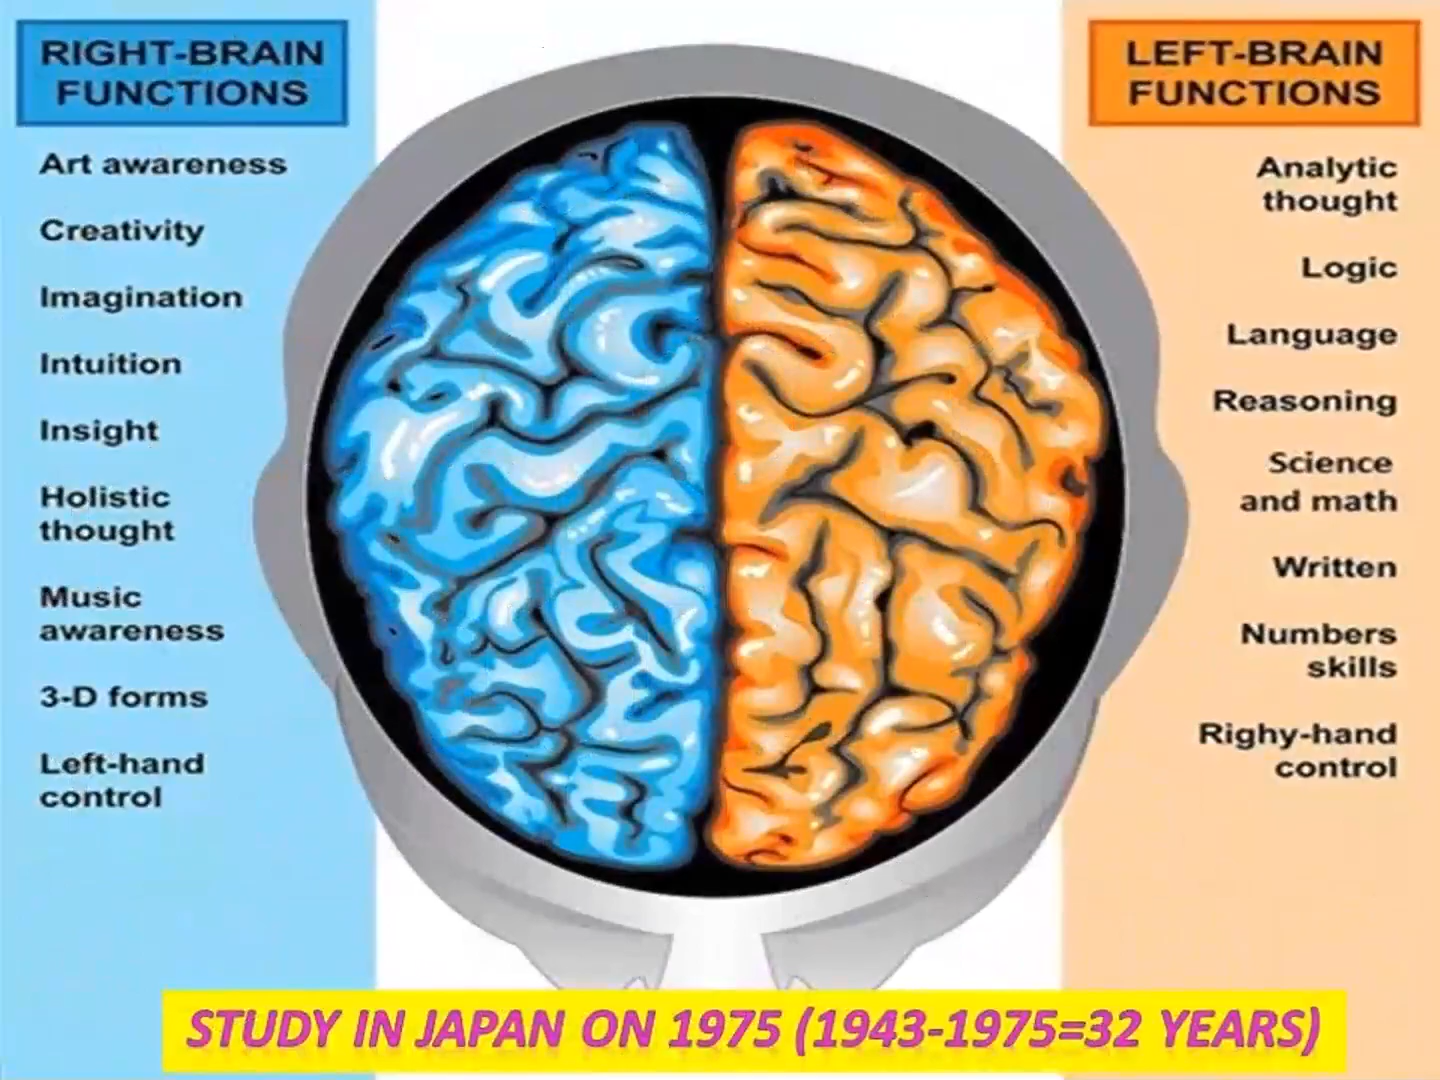 RIGHT-BRAIN
FUNCTIONS
Art awareness
Creativity
Imagination
Intuition
Insight
Holistic
thought
Music
awareness
3-D forms
Left-hand
control
LEFT-BRAIN
FUNCTIONS
Analytic
thought
Logic
Language
Reasoning
Science
and math
Written
Numbers
skills
Righy-hand
control
STUDY IN JAPAN ON 1975 (1943-1975=32 YEARS)